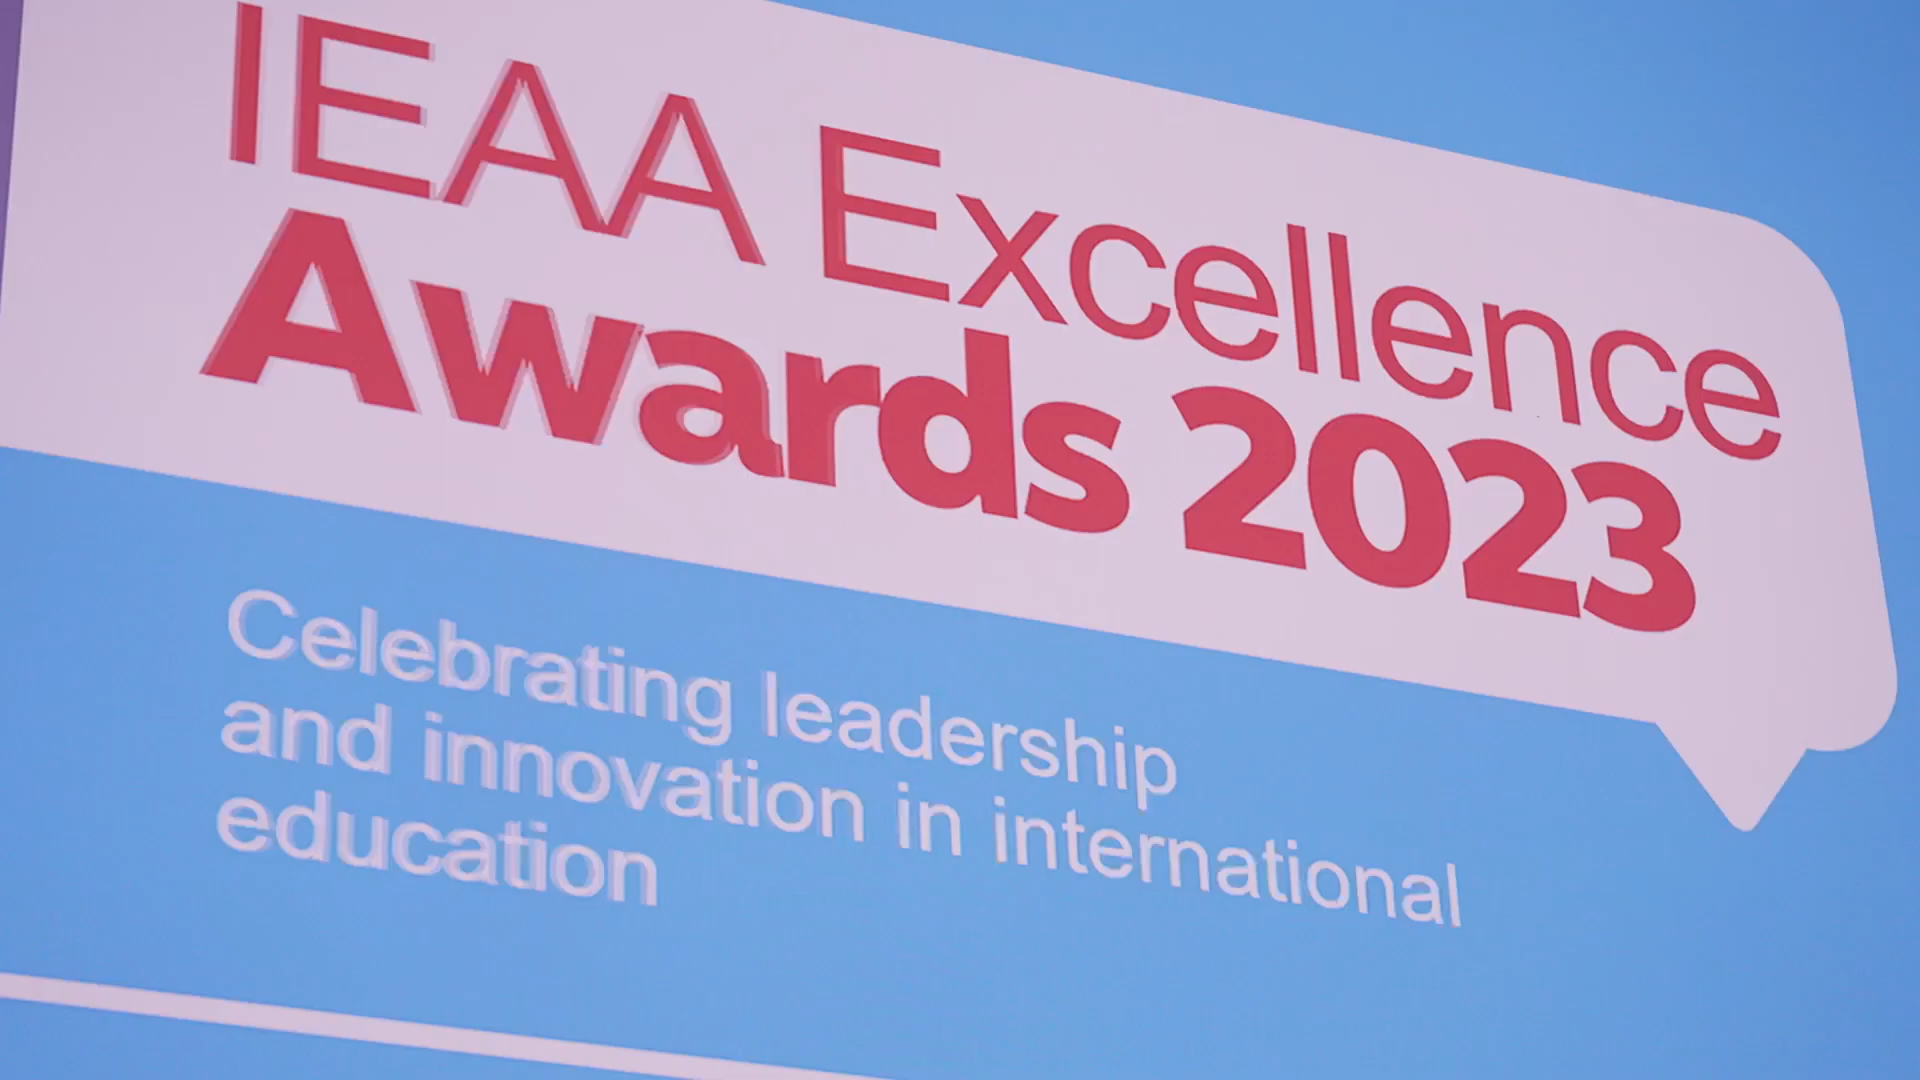 IEAA Excellence
Awards 2023
Celebrating leadership
and innovation in international
education